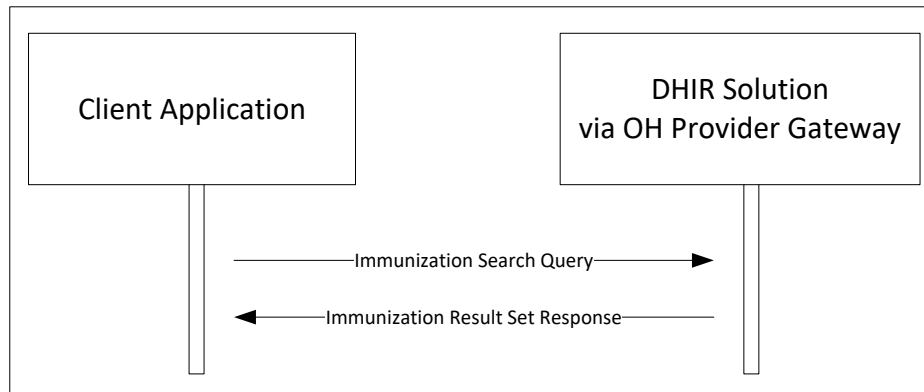 Client Application
DHIR Solution
via OH Provider Gateway
Immunization Search Query
Immunization Result Set Response